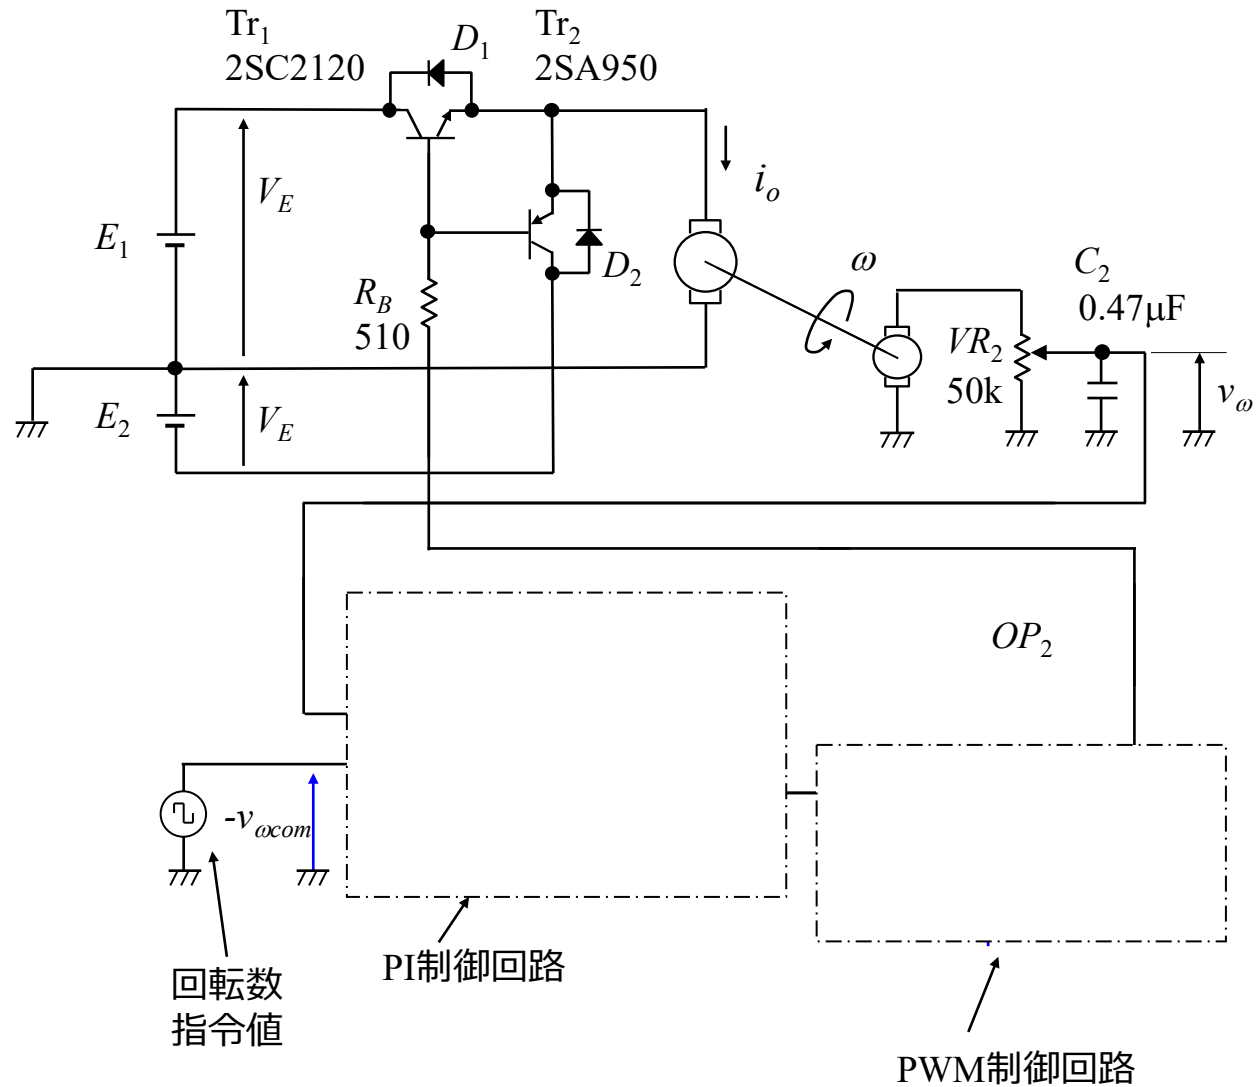 Tr1
2SC2120
D1
Tr2
2SA950
VE
io
E1
D2
ω
C2
0.47μF
RB
510
VR2
50k
vω
E2
VE
OP2
-vωcom
PI制御回路
回転数
指令値
PWM制御回路